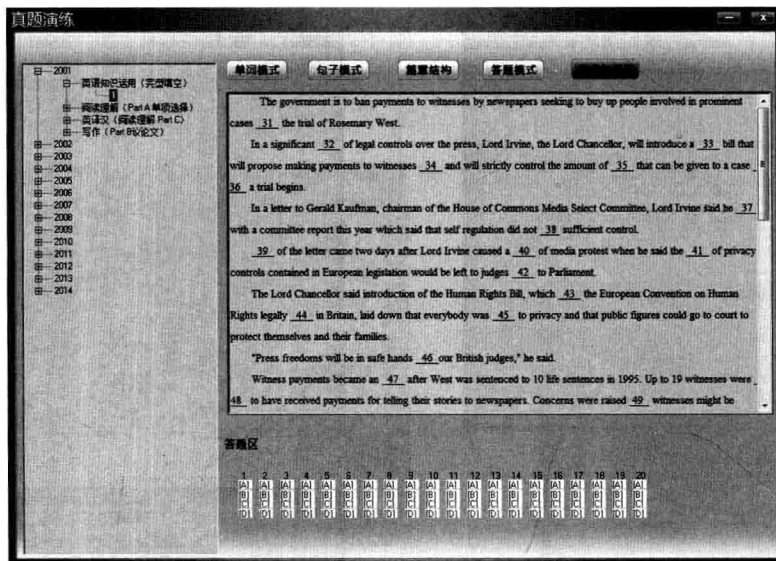 真题演练
单词模式 句子模式 篇章结构 答题模式
2001
英语知识运用（完型填空）
1
阅读理解（Part A 单项选择）
英译汉（阅读理解 Part C）
写作（Part B议论文）
2002
2003
2004
2005
2006
2007
2008
2009
2010
2011
2012
2013
2014
The government is to ban payments to witnesses by newspapers seeking to buy up people involved in prominent
cases 31 the trial of Rosemary West.
In a significant 32 of legal controls over the press, Lord Irvine, the Lord Chancellor, will introduce a 33 bill that
will propose making payments to witnesses 34 and will strictly control the amount of 35 that can be given to a case
36 a trial begins.
In a letter to Gerald Kaufman, chairman of the House of Commons Media Select Committee, Lord Irvine said he 37
with a committee report this year which said that self regulation did not 38 sufficient control.
39 of the letter came two days after Lord Irvine caused a 40 of media protest when he said the 41 of privacy
controls contained in European legislation would be left to judges 42 to Parliament.
The Lord Chancellor said introduction of the Human Rights Bill, which 43 the European Convention on Human
Rights legally 44 in Britain, laid down that everybody was 45 to privacy and that public figures could go to court to
protect themselves and their families.
"Press freedoms will be in safe hands 46 our British judges," he said.
Witness payments became an 47 after West was sentenced to 10 life sentences in 1995. Up to 19 witnesses were
48 to have received payments for telling their stories to newspapers. Concerns were raised 49 witnesses might be
答题区
1 2 3 4 5 6 7 8 9 10 11 12 13 14 15 16 17 18 19 20
[A] [A] [A] [A] [A] [A] [A] [A] [A] [A] [A] [A] [A] [A] [A] [A] [A] [A] [A] [A]
[B] [B] [B] [B] [B] [B] [B] [B] [B] [B] [B] [B] [B] [B] [B] [B] [B] [B] [B] [B]
[C] [C] [C] [C] [C] [C] [C] [C] [C] [C] [C] [C] [C] [C] [C] [C] [C] [C] [C] [C]
[D] [D] [D] [D] [D] [D] [D] [D] [D] [D] [D] [D] [D] [D] [D] [D] [D] [D] [D] [D]